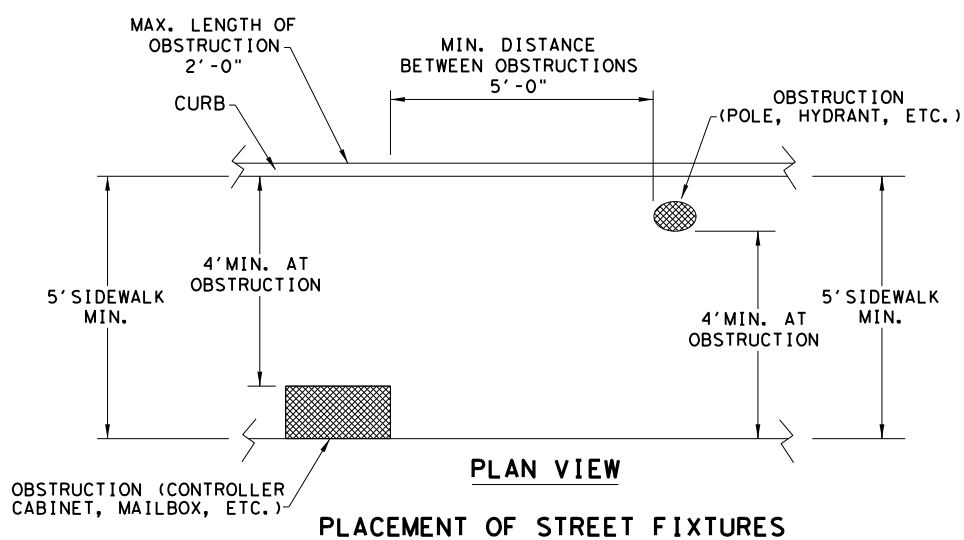 MAX. LENGTH OF
OBSTRUCTION
2'-0"
MIN. DISTANCE
BETWEEN OBSTRUCTIONS
5'-0"
CURB
OBSTRUCTION
(POLE, HYDRANT, ETC.)
4'MIN. AT
OBSTRUCTION
5'SIDEWALK
MIN.
4'MIN. AT
OBSTRUCTION
5'SIDEWALK
MIN.
OBSTRUCTION (CONTROLLER
CABINET, MAILBOX, ETC.)
PLAN VIEW
PLACEMENT OF STREET FIXTURES